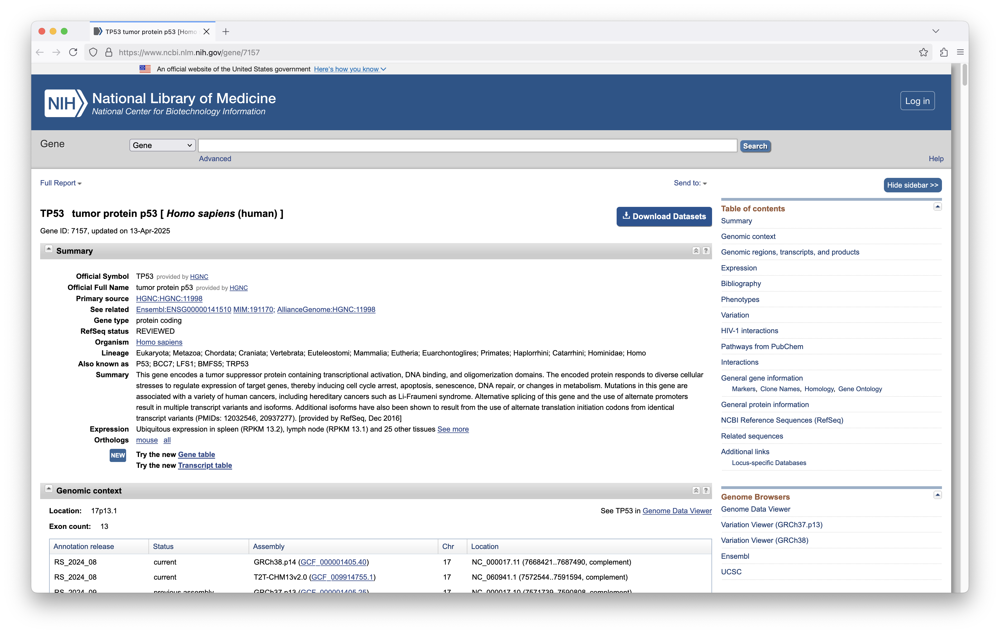 TP53 tumor protein p53 [Homo
https://www.ncbi.nlm.nih.gov/gene/7157
An official website of the United States government Here's how you know
NIH National Library of Medicine
National Center for Biotechnology Information
Log in
Gene
Gene
Search
Advanced
Help
Full Report
Send to:
Hide sidebar >>
TP53 tumor protein p53 [ Homo sapiens (human) ]
Download Datasets
Gene ID: 7157, updated on 13-Apr-2025
Summary
?
Official Symbol TP53 provided by HGNC
Official Full Name tumor protein p53 provided by HGNC
Primary source HGNC:HGNC:11998
See related Ensembl:ENSG00000141510 MIM:191170; AllianceGenome:HGNC:11998
Gene type protein coding
RefSeq status REVIEWED
Organism Homo sapiens
Lineage Eukaryota; Metazoa; Chordata; Craniata; Vertebrata; Euteleostomi; Mammalia; Eutheria; Euarchontoglires; Primates; Haplorrhini; Catarrhini; Hominidae; Homo
Also known as P53; BCC7; LFS1; BMFS5; TRP53
Summary This gene encodes a tumor suppressor protein containing transcriptional activation, DNA binding, and oligomerization domains. The encoded protein responds to diverse cellular
stresses to regulate expression of target genes, thereby inducing cell cycle arrest, apoptosis, senescence, DNA repair, or changes in metabolism. Mutations in this gene are
associated with a variety of human cancers, including hereditary cancers such as Li-Fraumeni syndrome. Alternative splicing of this gene and the use of alternate promoters
result in multiple transcript variants and isoforms. Additional isoforms have also been shown to result from the use of alternate translation initiation codons from identical
transcript variants (PMIDs: 12032546, 20937277). [provided by RefSeq, Dec 2016]
Expression Ubiquitous expression in spleen (RPKM 13.2), lymph node (RPKM 13.1) and 25 other tissues See more
Orthologs mouse all
NEW Try the new Gene table
Try the new Transcript table
Genomic context
?
Location: 17p13.1
See TP53 in Genome Data Viewer
Exon count: 13
Annotation release Status Assembly Chr Location
RS_2024_08 current GRCh38.p14 (GCF_000001405.40) 17 NC_000017.11 (7668421..7687490, complement)
RS_2024_08 current T2T-CHM13v2.0 (GCF_009914755.1) 17 NC_060941.1 (7572544..7591594, complement)
RS_2024_09 previous assembly GRCh37.p13 (GCF_000001405.25) 17 NC_000017.10 (7571739..7590808, complement)
Table of contents
Summary
Genomic context
Genomic regions, transcripts, and products
Expression
Bibliography
Phenotypes
Variation
HIV-1 interactions
Pathways from PubChem
Interactions
General gene information
Markers, Clone Names, Homology, Gene Ontology
General protein information
NCBI Reference Sequences (RefSeq)
Related sequences
Additional links
Locus-specific Databases
Genome Browsers
Genome Data Viewer
Variation Viewer (GRCh37.p13)
Variation Viewer (GRCh38)
Ensembl
UCSC